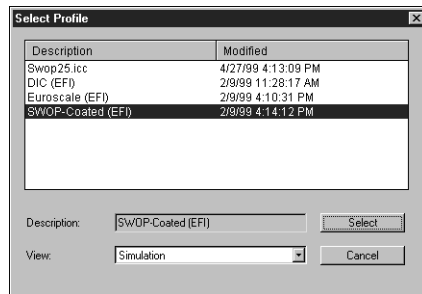 Select Profile
Description Modified
Swop25.icc 4/27/99 4:13:09 PM
DIC (EFI) 2/9/99 11:28:17 AM
Euroscale (EFI) 2/9/99 4:10:31 PM
SWOP-Coated (EFI) 2/9/99 4:14:12 PM
Description: SWOP-Coated (EFI) Select
View: Simulation Cancel